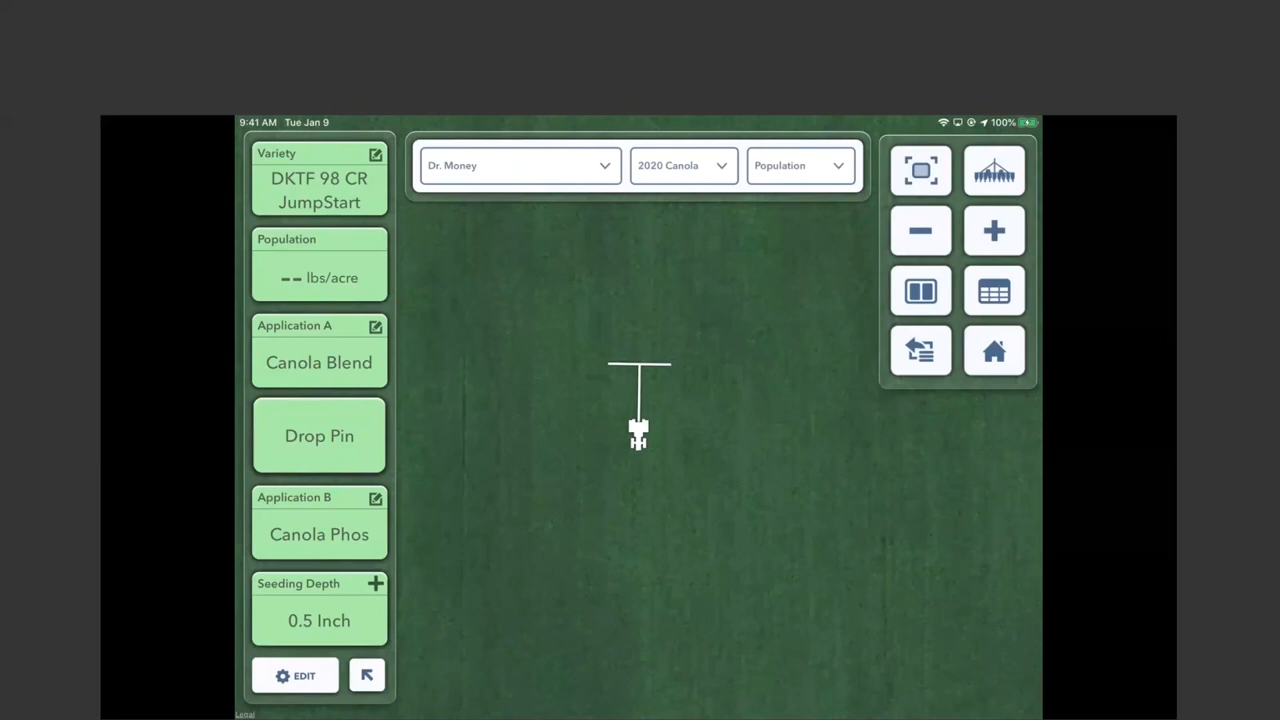 9:41 AM Tue Jan 9
100%
Variety
DKTF 98 CR
JumpStart
Population
-- lbs/acre
Application A
Canola Blend
Drop Pin
Application B
Canola Phos
Seeding Depth
0.5 Inch
EDIT
Legal
Dr. Money
2020 Canola
Population